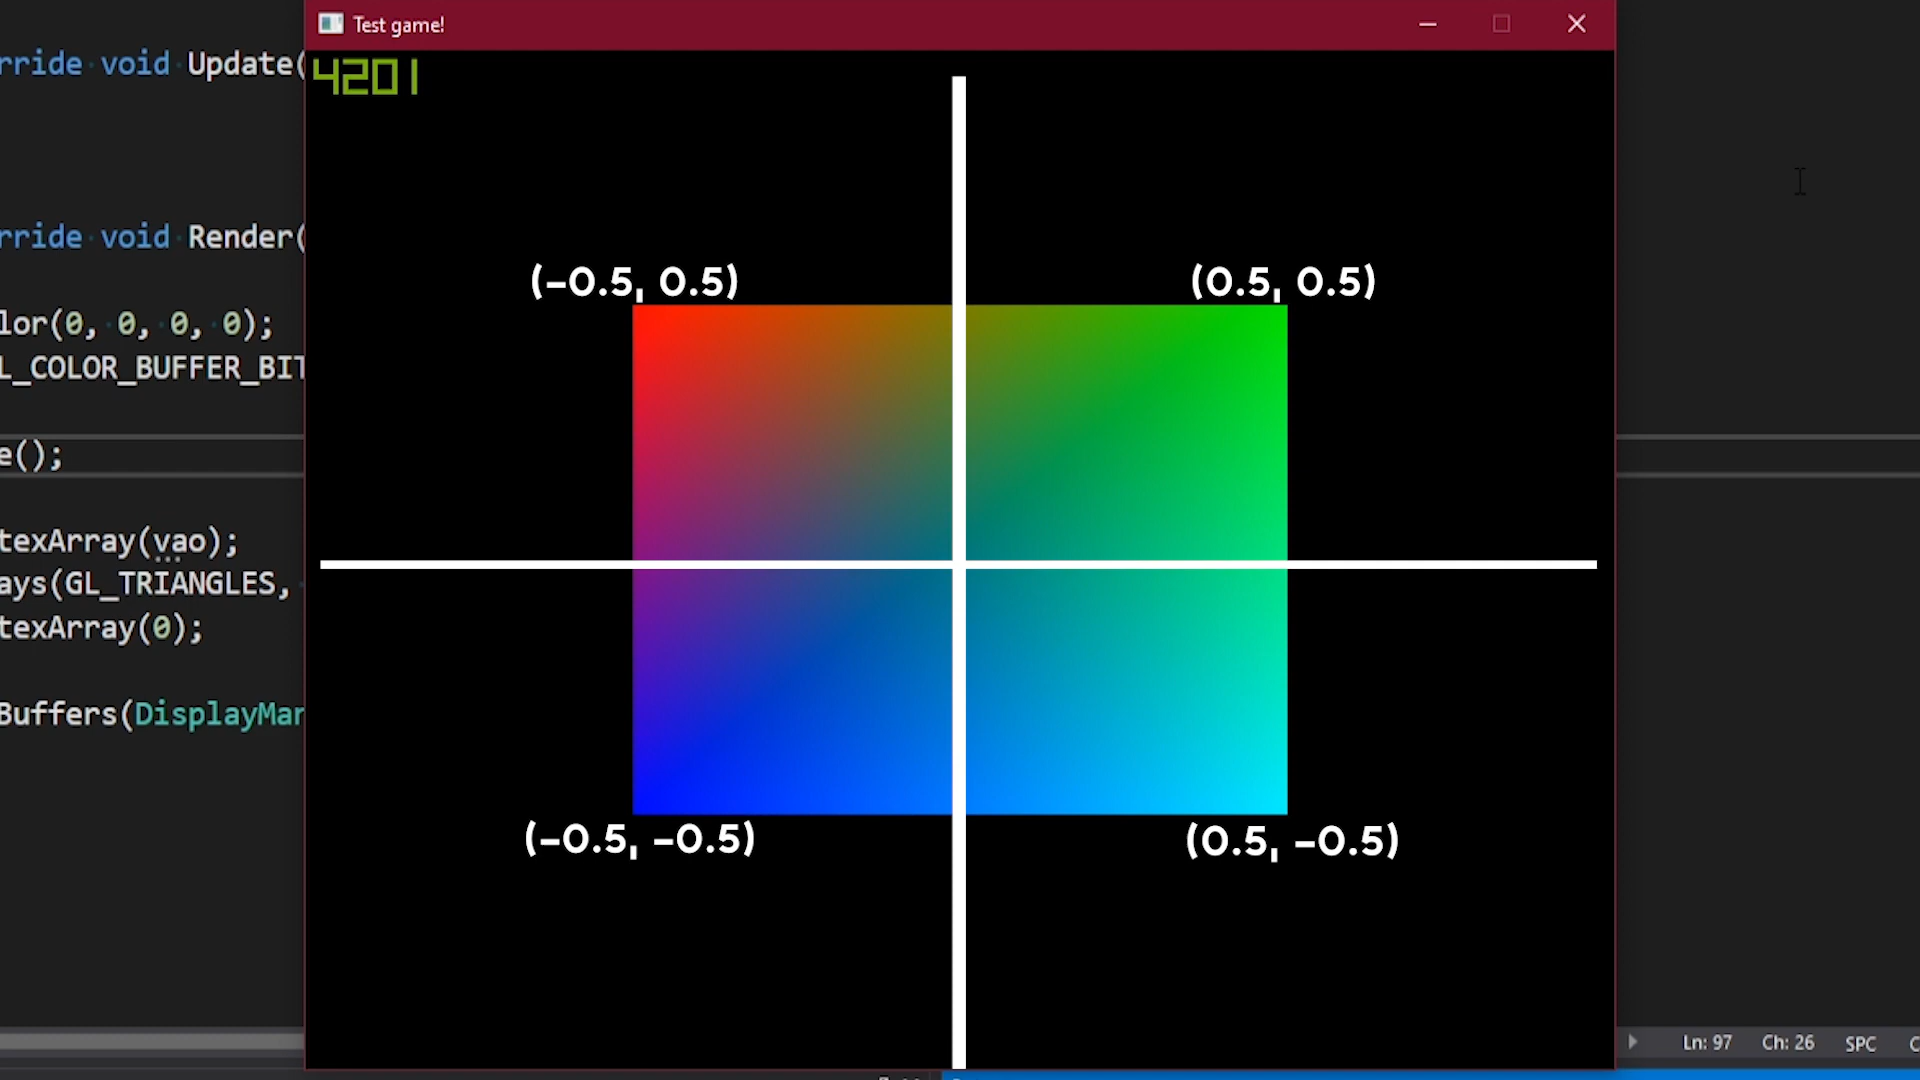 Test game!
4201
rride void Update(
rride void Render(
(-0.5, 0.5)
(0.5, 0.5)
lor(0, 0, 0, 0);
L_COLOR_BUFFER_BIT
e();
texArray(vao);
ays(GL_TRIANGLES,
texArray(0);
Buffers(DisplayMan
(-0.5, -0.5)
(0.5, -0.5)
Ln: 97 Ch: 26 SPC